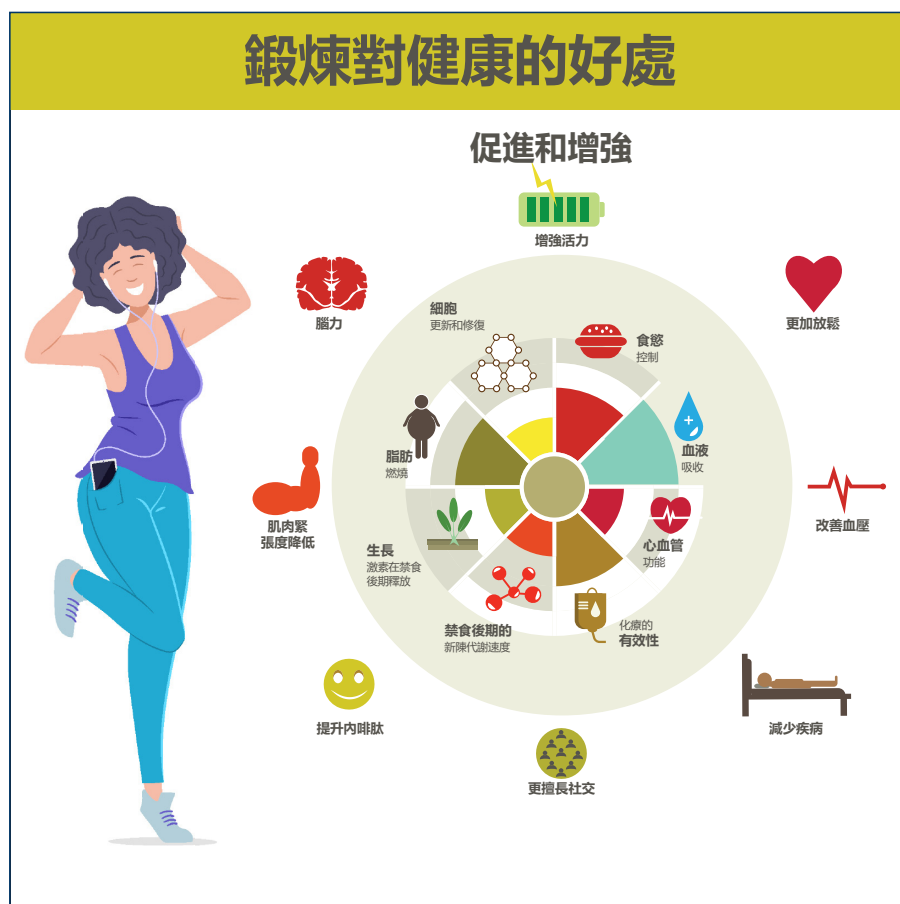 鍛煉對健康的好處
促進和增強
增強活力
腦力
更加放鬆
細胞
更新和修復
食慾
控制
脂肪
燃燒
血液
吸收
肌肉緊
張度降低
改善血壓
生長
激素在禁食
後期釋放
心血管
功能
禁食後期的
新陳代謝速度
化療的
有效性
提升內啡肽
減少疾病
更擅長社交